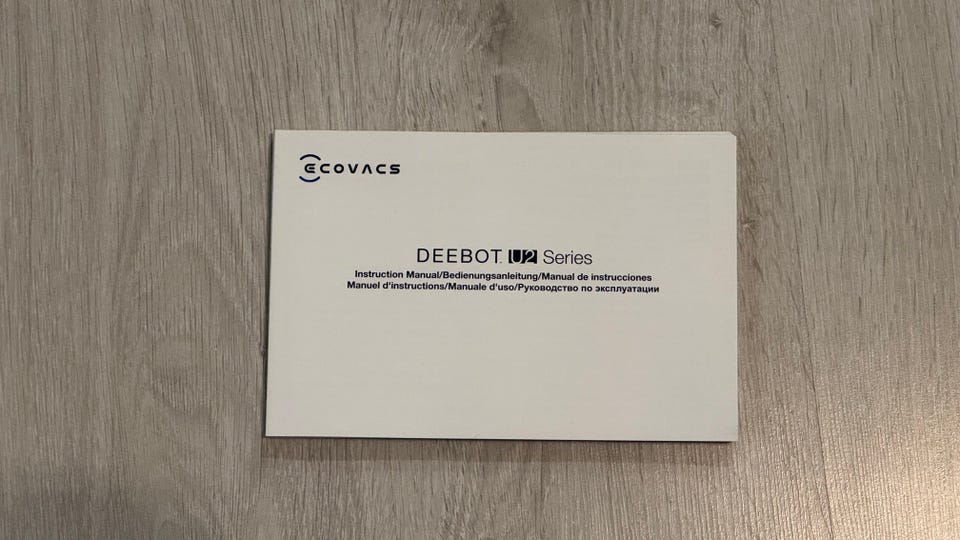 ECOVACS
DEEBOT U2 Series
Instruction Manual/Bedienungsanleitung/Manual de instrucciones
Manuel d'instructions/Manuale d'uso/Руководство по эксплуатации